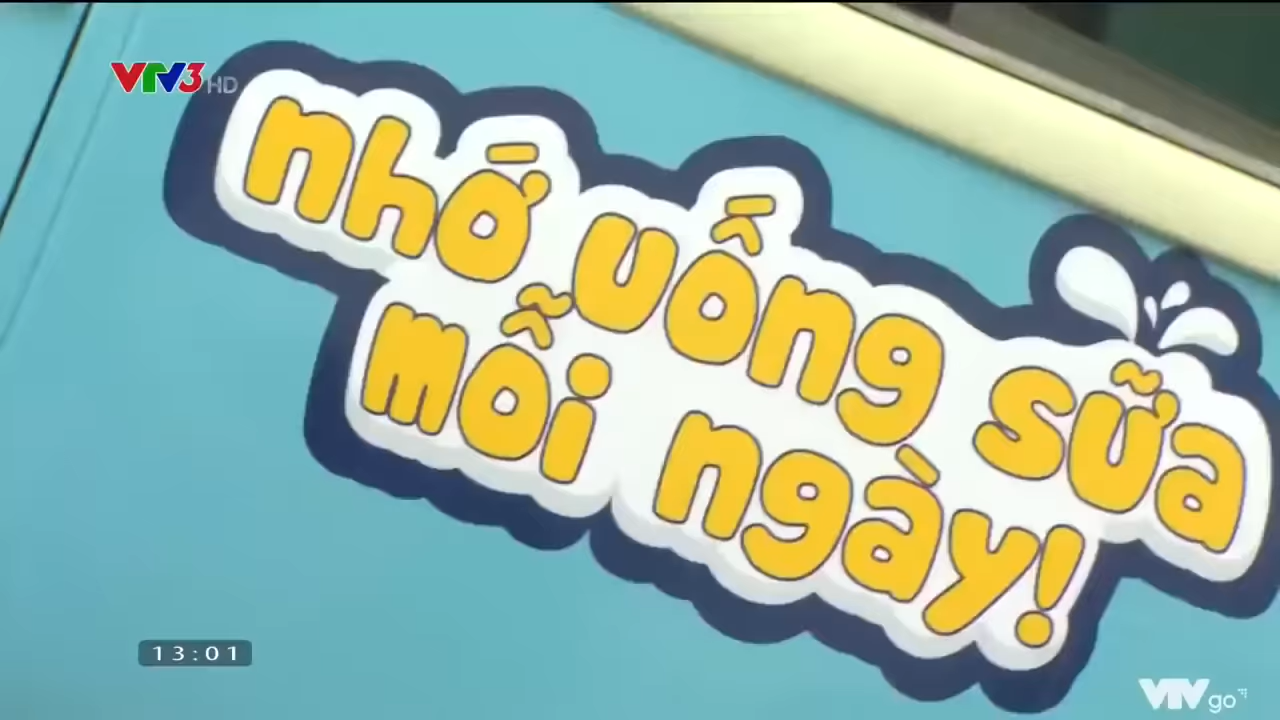 VTV3 HD
nhớ uống sữa
mỗi ngày!
13:01
VTV go